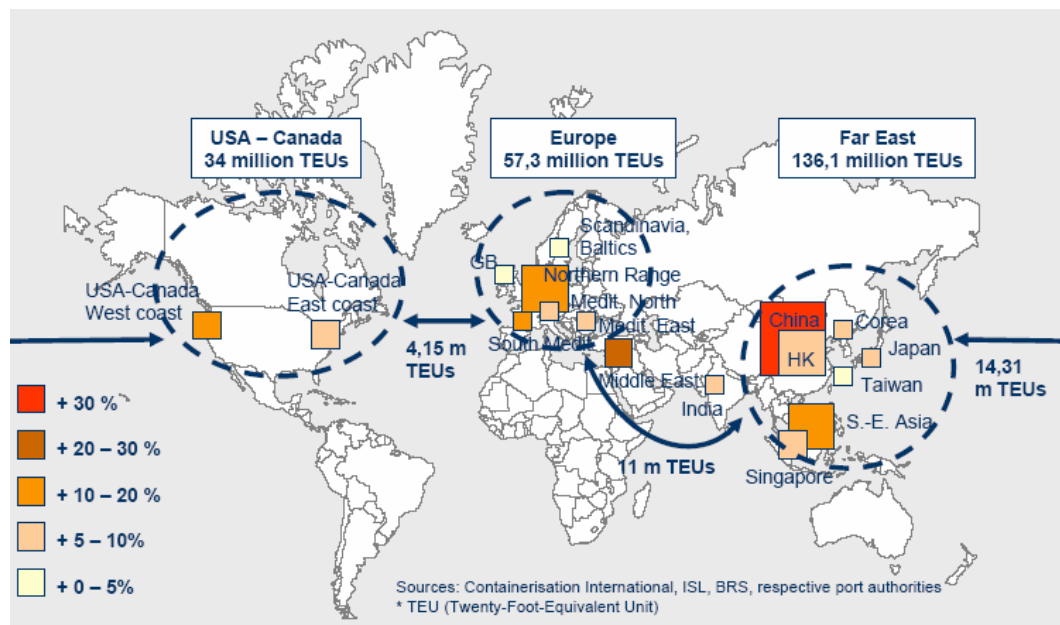 USA – Canada
34 million TEUs
Europe
57,3 million TEUs
Far East
136,1 million TEUs
Scandinavia,
Baltics
GB
Northern Range
USA-Canada
West coast
USA-Canada
East coast
Medit. North
Medit. East
South Medit.
4,15 m
TEUs
China
HK
Corea
Japan
Taiwan
14,31
m TEUs
Middle East
India
S.-E. Asia
Singapore
11 m TEUs
+ 30 %
+ 20 – 30 %
+ 10 – 20 %
+ 5 – 10%
+ 0 – 5%
Sources: Containerisation International, ISL, BRS, respective port authorities
* TEU (Twenty-Foot-Equivalent Unit)